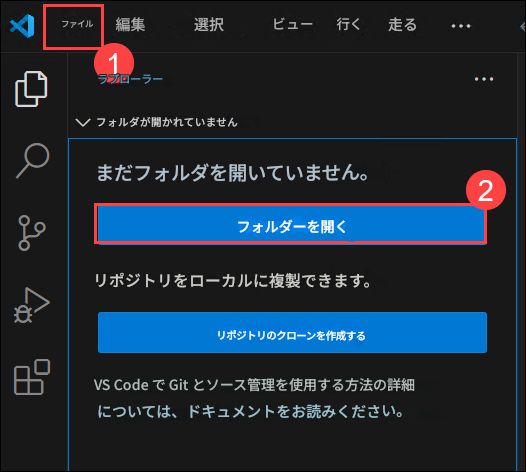 ファイル 編集 選択 ビュー 行く 走る ...
1
ラブローラー ...
フォルダが開かれていません
まだフォルダを開いていません。
2
フォルダーを開く
リポジトリをローカルに複製できます。
リポジトリのクローンを作成する
VS Code で Git とソース管理を使用する方法の詳細
については、ドキュメントをお読みください。